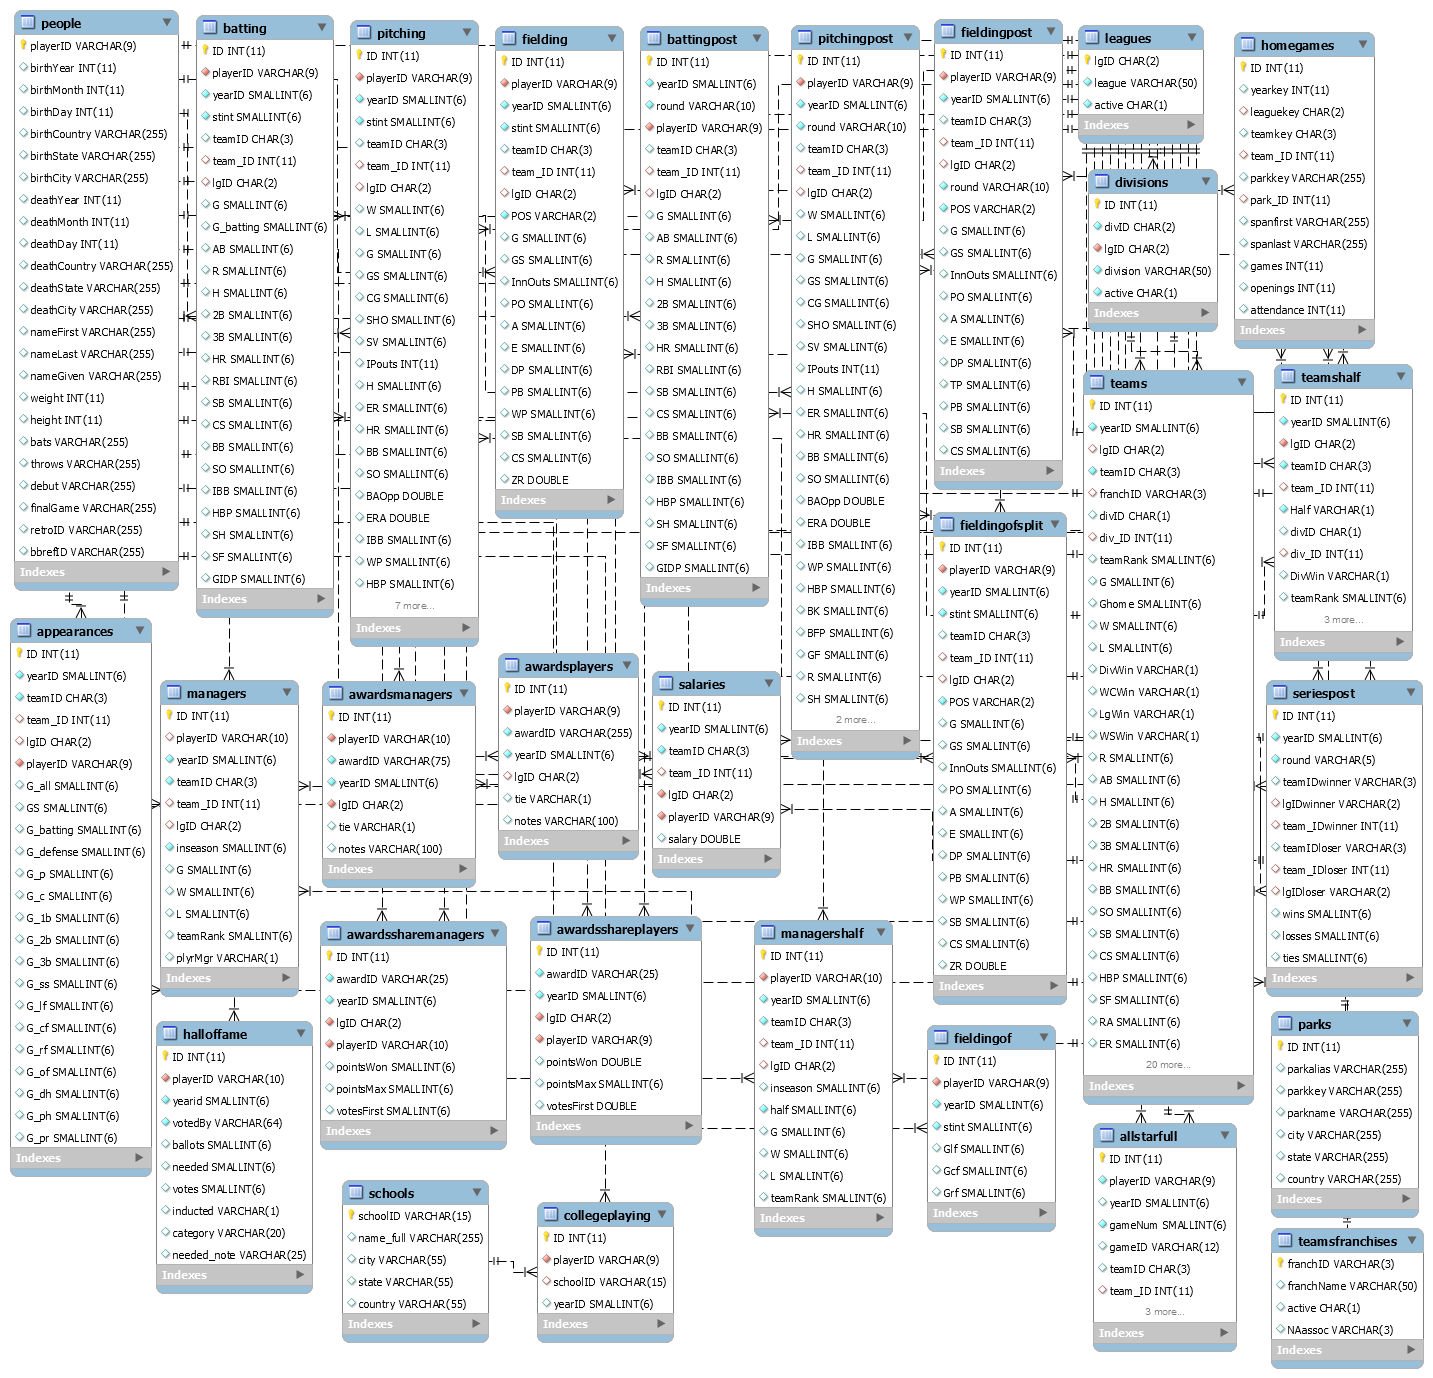 people
playerID VARCHAR(9)
birthYear INT(11)
birthMonth INT(11)
birthDay INT(11)
birthCountry VARCHAR(255)
birthState VARCHAR(255)
birthCity VARCHAR(255)
deathYear INT(11)
deathMonth INT(11)
deathDay INT(11)
deathCountry VARCHAR(255)
deathState VARCHAR(255)
deathCity VARCHAR(255)
nameFirst VARCHAR(255)
nameLast VARCHAR(255)
nameGiven VARCHAR(255)
weight INT(11)
height INT(11)
bats VARCHAR(255)
throws VARCHAR(255)
debut VARCHAR(255)
finalGame VARCHAR(255)
retroID VARCHAR(255)
bbrefID VARCHAR(255)
Indexes
batting
ID INT(11)
playerID VARCHAR(9)
yearID SMALLINT(6)
stint SMALLINT(6)
teamID CHAR(3)
team_ID INT(11)
lgID CHAR(2)
G SMALLINT(6)
G_batting SMALLINT(6)
AB SMALLINT(6)
R SMALLINT(6)
H SMALLINT(6)
2B SMALLINT(6)
3B SMALLINT(6)
HR SMALLINT(6)
RBI SMALLINT(6)
SB SMALLINT(6)
CS SMALLINT(6)
BB SMALLINT(6)
SO SMALLINT(6)
IBB SMALLINT(6)
HBP SMALLINT(6)
SH SMALLINT(6)
SF SMALLINT(6)
GIDP SMALLINT(6)
Indexes
pitching
ID INT(11)
playerID VARCHAR(9)
yearID SMALLINT(6)
stint SMALLINT(6)
teamID CHAR(3)
team_ID INT(11)
lgID CHAR(2)
W SMALLINT(6)
L SMALLINT(6)
G SMALLINT(6)
GS SMALLINT(6)
CG SMALLINT(6)
SHO SMALLINT(6)
SV SMALLINT(6)
IPouts INT(11)
H SMALLINT(6)
ER SMALLINT(6)
HR SMALLINT(6)
BB SMALLINT(6)
SO SMALLINT(6)
BAOpp DOUBLE
ERA DOUBLE
IBB SMALLINT(6)
WP SMALLINT(6)
HBP SMALLINT(6)
7 more...
Indexes
fielding
ID INT(11)
playerID VARCHAR(9)
yearID SMALLINT(6)
stint SMALLINT(6)
teamID CHAR(3)
team_ID INT(11)
lgID CHAR(2)
POS VARCHAR(2)
G SMALLINT(6)
GS SMALLINT(6)
InnOuts SMALLINT(6)
PO SMALLINT(6)
A SMALLINT(6)
E SMALLINT(6)
DP SMALLINT(6)
PB SMALLINT(6)
WP SMALLINT(6)
SB SMALLINT(6)
CS SMALLINT(6)
ZR DOUBLE
Indexes
battingpost
ID INT(11)
yearID SMALLINT(6)
round VARCHAR(10)
playerID VARCHAR(9)
teamID CHAR(3)
team_ID INT(11)
lgID CHAR(2)
G SMALLINT(6)
AB SMALLINT(6)
R SMALLINT(6)
H SMALLINT(6)
2B SMALLINT(6)
3B SMALLINT(6)
HR SMALLINT(6)
RBI SMALLINT(6)
SB SMALLINT(6)
CS SMALLINT(6)
BB SMALLINT(6)
SO SMALLINT(6)
IBB SMALLINT(6)
HBP SMALLINT(6)
SH SMALLINT(6)
SF SMALLINT(6)
GIDP SMALLINT(6)
Indexes
pitchingpost
ID INT(11)
playerID VARCHAR(9)
yearID SMALLINT(6)
round VARCHAR(10)
teamID CHAR(3)
team_ID INT(11)
lgID CHAR(2)
W SMALLINT(6)
L SMALLINT(6)
G SMALLINT(6)
GS SMALLINT(6)
CG SMALLINT(6)
SHO SMALLINT(6)
SV SMALLINT(6)
IPouts INT(11)
H SMALLINT(6)
ER SMALLINT(6)
HR SMALLINT(6)
BB SMALLINT(6)
SO SMALLINT(6)
BAOpp DOUBLE
ERA DOUBLE
IBB SMALLINT(6)
WP SMALLINT(6)
HBP SMALLINT(6)
BK SMALLINT(6)
BFP SMALLINT(6)
GF SMALLINT(6)
R SMALLINT(6)
SH SMALLINT(6)
2 more...
Indexes
fieldingpost
ID INT(11)
playerID VARCHAR(9)
yearID SMALLINT(6)
teamID CHAR(3)
team_ID INT(11)
lgID CHAR(2)
round VARCHAR(10)
POS VARCHAR(2)
G SMALLINT(6)
GS SMALLINT(6)
InnOuts SMALLINT(6)
PO SMALLINT(6)
A SMALLINT(6)
E SMALLINT(6)
DP SMALLINT(6)
TP SMALLINT(6)
PB SMALLINT(6)
SB SMALLINT(6)
CS SMALLINT(6)
Indexes
leagues
lgID CHAR(2)
league VARCHAR(50)
active CHAR(1)
Indexes
divisions
ID INT(11)
divID CHAR(2)
lgID CHAR(2)
division VARCHAR(50)
active CHAR(1)
Indexes
homegames
ID INT(11)
yearkey INT(11)
leaguekey CHAR(2)
teamkey CHAR(3)
team_ID INT(11)
parkkey VARCHAR(255)
park_ID INT(11)
spanfirst VARCHAR(255)
spanlast VARCHAR(255)
games INT(11)
openings INT(11)
attendance INT(11)
Indexes
teams
ID INT(11)
yearID SMALLINT(6)
lgID CHAR(2)
teamID CHAR(3)
franchID VARCHAR(3)
divID CHAR(1)
div_ID INT(11)
teamRank SMALLINT(6)
G SMALLINT(6)
Ghome SMALLINT(6)
W SMALLINT(6)
L SMALLINT(6)
DivWin VARCHAR(1)
WCWin VARCHAR(1)
LgWin VARCHAR(1)
WSWin VARCHAR(1)
R SMALLINT(6)
AB SMALLINT(6)
H SMALLINT(6)
2B SMALLINT(6)
3B SMALLINT(6)
HR SMALLINT(6)
BB SMALLINT(6)
SO SMALLINT(6)
SB SMALLINT(6)
CS SMALLINT(6)
HBP SMALLINT(6)
SF SMALLINT(6)
RA SMALLINT(6)
ER SMALLINT(6)
20 more...
Indexes
teamshalf
ID INT(11)
yearID SMALLINT(6)
lgID CHAR(2)
teamID CHAR(3)
team_ID INT(11)
Half VARCHAR(1)
divID CHAR(1)
div_ID INT(11)
DivWin VARCHAR(1)
teamRank SMALLINT(6)
3 more...
Indexes
fieldingofsplit
ID INT(11)
playerID VARCHAR(9)
yearID SMALLINT(6)
stint SMALLINT(6)
teamID CHAR(3)
team_ID INT(11)
lgID CHAR(2)
POS VARCHAR(2)
G SMALLINT(6)
GS SMALLINT(6)
InnOuts SMALLINT(6)
PO SMALLINT(6)
A SMALLINT(6)
E SMALLINT(6)
DP SMALLINT(6)
PB SMALLINT(6)
WP SMALLINT(6)
SB SMALLINT(6)
CS SMALLINT(6)
ZR DOUBLE
Indexes
appearances
ID INT(11)
yearID SMALLINT(6)
teamID CHAR(3)
team_ID INT(11)
lgID CHAR(2)
playerID VARCHAR(9)
G_all SMALLINT(6)
GS SMALLINT(6)
G_batting SMALLINT(6)
G_defense SMALLINT(6)
G_p SMALLINT(6)
G_c SMALLINT(6)
G_1b SMALLINT(6)
G_2b SMALLINT(6)
G_3b SMALLINT(6)
G_ss SMALLINT(6)
G_lf SMALLINT(6)
G_cf SMALLINT(6)
G_rf SMALLINT(6)
G_of SMALLINT(6)
G_dh SMALLINT(6)
G_ph SMALLINT(6)
G_pr SMALLINT(6)
Indexes
managers
ID INT(11)
playerID VARCHAR(10)
yearID SMALLINT(6)
teamID CHAR(3)
team_ID INT(11)
lgID CHAR(2)
inseason SMALLINT(6)
G SMALLINT(6)
W SMALLINT(6)
L SMALLINT(6)
teamRank SMALLINT(6)
plyrMgr VARCHAR(1)
Indexes
awardsmanagers
ID INT(11)
playerID VARCHAR(10)
awardID VARCHAR(75)
yearID SMALLINT(6)
lgID CHAR(2)
tie VARCHAR(1)
notes VARCHAR(100)
Indexes
awardsplayers
ID INT(11)
playerID VARCHAR(9)
awardID VARCHAR(255)
yearID SMALLINT(6)
lgID CHAR(2)
tie VARCHAR(1)
notes VARCHAR(100)
Indexes
salaries
ID INT(11)
yearID SMALLINT(6)
teamID CHAR(3)
team_ID INT(11)
lgID CHAR(2)
playerID VARCHAR(9)
salary DOUBLE
Indexes
seriespost
ID INT(11)
yearID SMALLINT(6)
round VARCHAR(5)
teamIDwinner VARCHAR(3)
lgIDwinner VARCHAR(2)
team_IDwinner INT(11)
teamIDloser VARCHAR(3)
team_IDloser INT(11)
lgIDloser VARCHAR(2)
wins SMALLINT(6)
losses SMALLINT(6)
ties SMALLINT(6)
Indexes
halloffame
ID INT(11)
playerID VARCHAR(10)
yearid SMALLINT(6)
votedBy VARCHAR(64)
ballots SMALLINT(6)
needed SMALLINT(6)
votes SMALLINT(6)
inducted VARCHAR(1)
category VARCHAR(20)
needed_note VARCHAR(25)
Indexes
awardssharemanagers
ID INT(11)
awardID VARCHAR(25)
yearID SMALLINT(6)
lgID CHAR(2)
playerID VARCHAR(10)
pointsWon SMALLINT(6)
pointsMax SMALLINT(6)
votesFirst SMALLINT(6)
Indexes
awardsshareplayers
ID INT(11)
awardID VARCHAR(25)
yearID SMALLINT(6)
lgID CHAR(2)
playerID VARCHAR(9)
pointsWon DOUBLE
pointsMax SMALLINT(6)
votesFirst DOUBLE
Indexes
managershalf
ID INT(11)
playerID VARCHAR(10)
yearID SMALLINT(6)
teamID CHAR(3)
team_ID INT(11)
lgID CHAR(2)
inseason SMALLINT(6)
half SMALLINT(6)
G SMALLINT(6)
W SMALLINT(6)
L SMALLINT(6)
teamRank SMALLINT(6)
Indexes
fieldingof
ID INT(11)
playerID VARCHAR(9)
yearID SMALLINT(6)
stint SMALLINT(6)
Glf SMALLINT(6)
Gcf SMALLINT(6)
Grf SMALLINT(6)
Indexes
parks
ID INT(11)
parkalias VARCHAR(255)
parkkey VARCHAR(255)
parkname VARCHAR(255)
city VARCHAR(255)
state VARCHAR(255)
country VARCHAR(255)
Indexes
allstarfull
ID INT(11)
playerID VARCHAR(9)
yearID SMALLINT(6)
gameNum SMALLINT(6)
gameID VARCHAR(12)
teamID CHAR(3)
team_ID INT(11)
3 more...
Indexes
schools
schoolID VARCHAR(15)
name_full VARCHAR(255)
city VARCHAR(55)
state VARCHAR(55)
country VARCHAR(55)
Indexes
collegeplaying
ID INT(11)
playerID VARCHAR(9)
schoolID VARCHAR(15)
yearID SMALLINT(6)
Indexes
teamsfranchises
franchID VARCHAR(3)
franchName VARCHAR(50)
active CHAR(1)
NAassoc VARCHAR(3)
Indexes